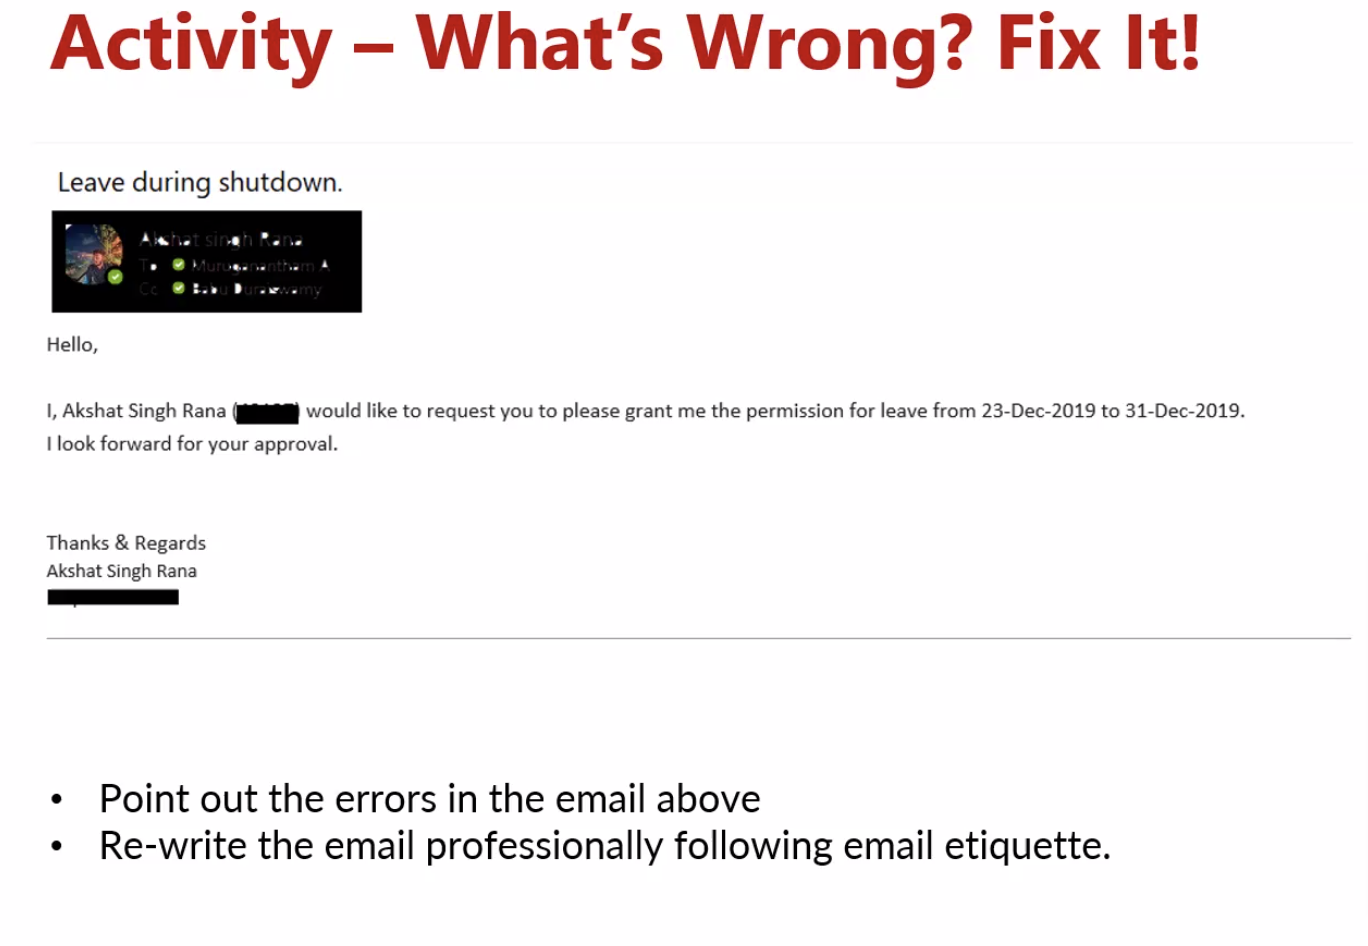 Activity – What's Wrong? Fix It!
Leave during shutdown.
Akshat singh Rana
To Muruganantham A
Cc Babu Duraiswamy
Hello,
I, Akshat Singh Rana ( ) would like to request you to please grant me the permission for leave from 23-Dec-2019 to 31-Dec-2019.
I look forward for your approval.
Thanks & Regards
Akshat Singh Rana
• Point out the errors in the email above
• Re-write the email professionally following email etiquette.